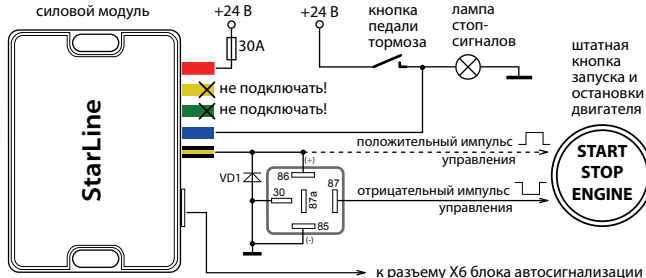 силовой модуль
+24 В
30А
+24 В
кнопка
педали
тормоза
лампа
стоп-
сигналов
штатная
кнопка
запуска и
остановки
двигателя
StarLine
не подключать!
не подключать!
положительный импульс
управления
START
STOP
ENGINE
VD1
86
(+)
30
87а
87
85
(-)
отрицательный импульс
управления
к разъему Х6 блока автосигнализации